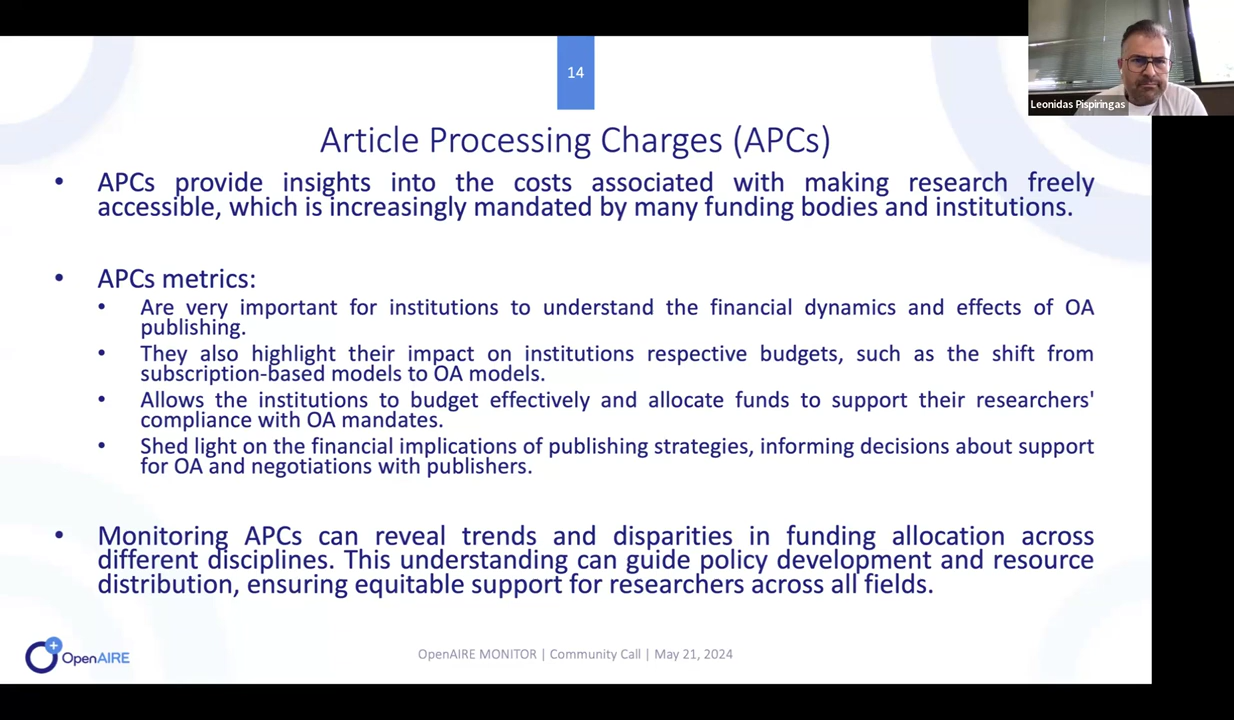 14
Leonidas Pispiringas
Article Processing Charges (APCs)
• APCs provide insights into the costs associated with making research freely
accessible, which is increasingly mandated by many funding bodies and institutions.
• APCs metrics:
• Are very important for institutions to understand the financial dynamics and effects of OA
publishing.
• They also highlight their impact on institutions respective budgets, such as the shift from
subscription-based models to OA models.
• Allows the institutions to budget effectively and allocate funds to support their researchers'
compliance with OA mandates.
• Shed light on the financial implications of publishing strategies, informing decisions about support
for OA and negotiations with publishers.
• Monitoring APCs can reveal trends and disparities in funding allocation across
different disciplines. This understanding can guide policy development and resource
distribution, ensuring equitable support for researchers across all fields.
OpenAIRE
OpenAIRE MONITOR | Community Call | May 21, 2024